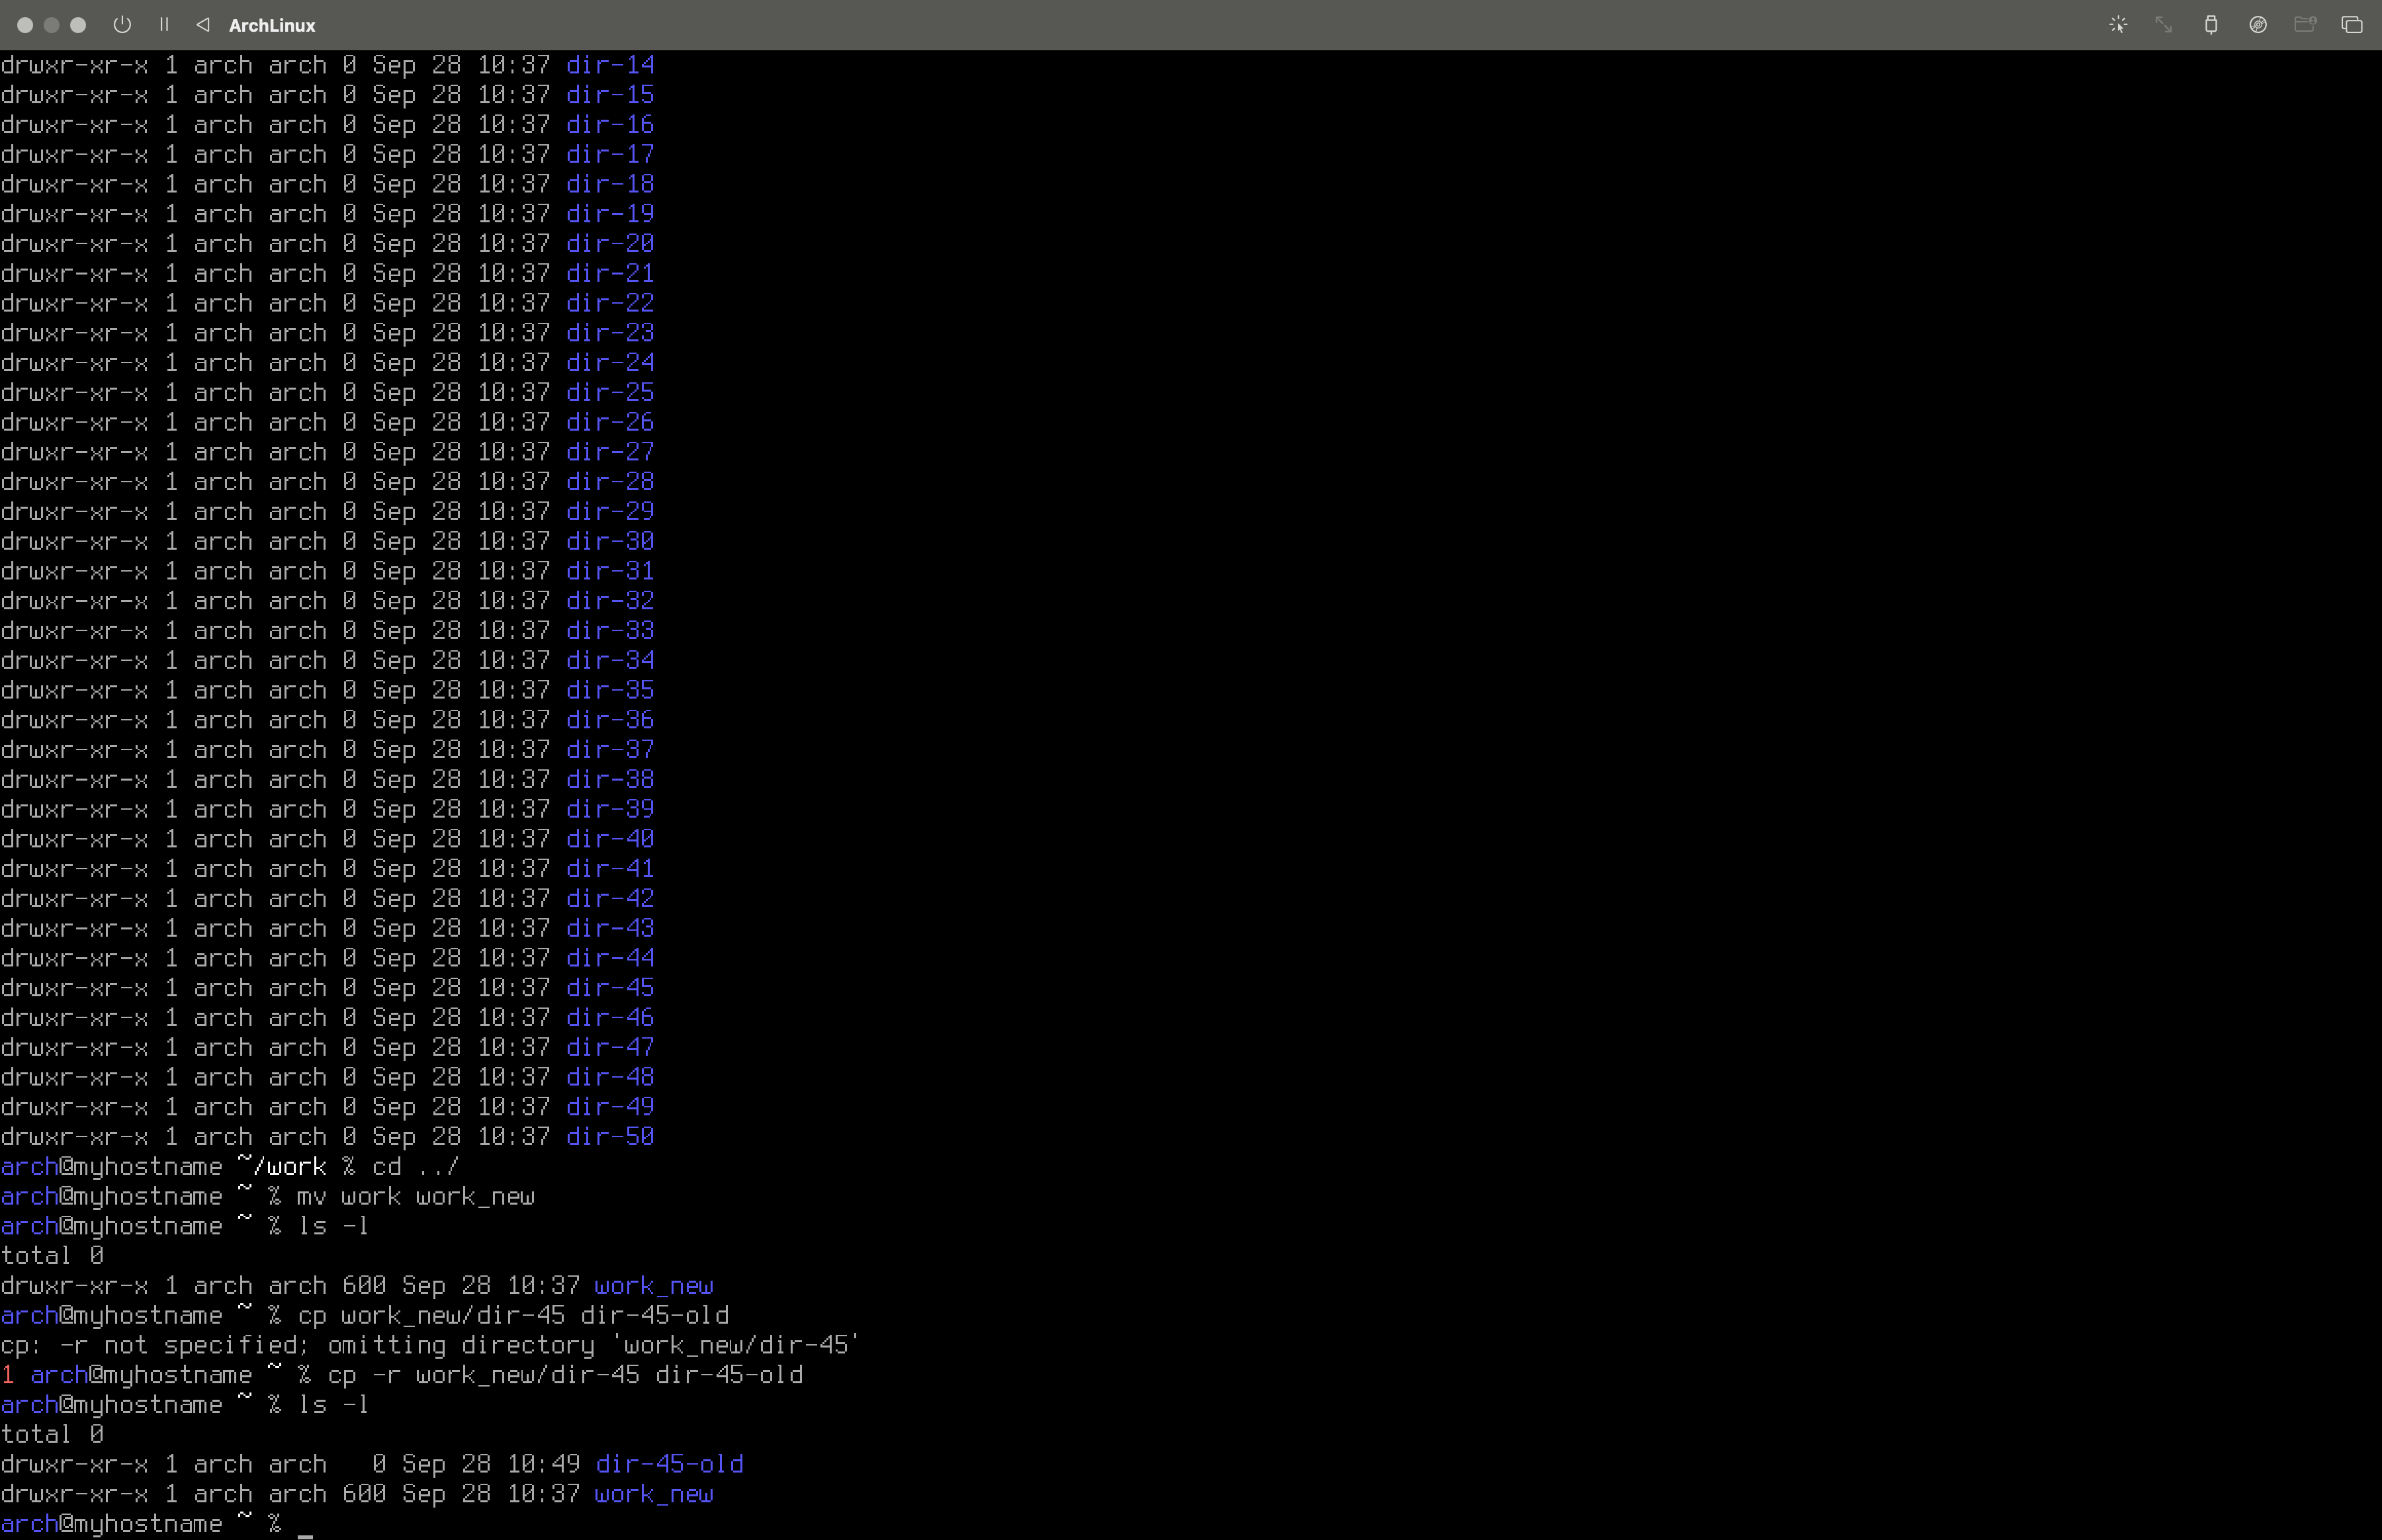 ArchLinux
drwxr-xr-x 1 arch arch 0 Sep 28 10:37 dir-14
drwxr-xr-x 1 arch arch 0 Sep 28 10:37 dir-15
drwxr-xr-x 1 arch arch 0 Sep 28 10:37 dir-16
drwxr-xr-x 1 arch arch 0 Sep 28 10:37 dir-17
drwxr-xr-x 1 arch arch 0 Sep 28 10:37 dir-18
drwxr-xr-x 1 arch arch 0 Sep 28 10:37 dir-19
drwxr-xr-x 1 arch arch 0 Sep 28 10:37 dir-20
drwxr-xr-x 1 arch arch 0 Sep 28 10:37 dir-21
drwxr-xr-x 1 arch arch 0 Sep 28 10:37 dir-22
drwxr-xr-x 1 arch arch 0 Sep 28 10:37 dir-23
drwxr-xr-x 1 arch arch 0 Sep 28 10:37 dir-24
drwxr-xr-x 1 arch arch 0 Sep 28 10:37 dir-25
drwxr-xr-x 1 arch arch 0 Sep 28 10:37 dir-26
drwxr-xr-x 1 arch arch 0 Sep 28 10:37 dir-27
drwxr-xr-x 1 arch arch 0 Sep 28 10:37 dir-28
drwxr-xr-x 1 arch arch 0 Sep 28 10:37 dir-29
drwxr-xr-x 1 arch arch 0 Sep 28 10:37 dir-30
drwxr-xr-x 1 arch arch 0 Sep 28 10:37 dir-31
drwxr-xr-x 1 arch arch 0 Sep 28 10:37 dir-32
drwxr-xr-x 1 arch arch 0 Sep 28 10:37 dir-33
drwxr-xr-x 1 arch arch 0 Sep 28 10:37 dir-34
drwxr-xr-x 1 arch arch 0 Sep 28 10:37 dir-35
drwxr-xr-x 1 arch arch 0 Sep 28 10:37 dir-36
drwxr-xr-x 1 arch arch 0 Sep 28 10:37 dir-37
drwxr-xr-x 1 arch arch 0 Sep 28 10:37 dir-38
drwxr-xr-x 1 arch arch 0 Sep 28 10:37 dir-39
drwxr-xr-x 1 arch arch 0 Sep 28 10:37 dir-40
drwxr-xr-x 1 arch arch 0 Sep 28 10:37 dir-41
drwxr-xr-x 1 arch arch 0 Sep 28 10:37 dir-42
drwxr-xr-x 1 arch arch 0 Sep 28 10:37 dir-43
drwxr-xr-x 1 arch arch 0 Sep 28 10:37 dir-44
drwxr-xr-x 1 arch arch 0 Sep 28 10:37 dir-45
drwxr-xr-x 1 arch arch 0 Sep 28 10:37 dir-46
drwxr-xr-x 1 arch arch 0 Sep 28 10:37 dir-47
drwxr-xr-x 1 arch arch 0 Sep 28 10:37 dir-48
drwxr-xr-x 1 arch arch 0 Sep 28 10:37 dir-49
drwxr-xr-x 1 arch arch 0 Sep 28 10:37 dir-50
arch@myhostname ~/work % cd ../
arch@myhostname ~ % mv work work_new
arch@myhostname ~ % ls -l
total 0
drwxr-xr-x 1 arch arch 600 Sep 28 10:37 work_new
arch@myhostname ~ % cp work_new/dir-45 dir-45-old
cp: -r not specified; omitting directory 'work_new/dir-45'
1 arch@myhostname ~ % cp -r work_new/dir-45 dir-45-old
arch@myhostname ~ % ls -l
total 0
drwxr-xr-x 1 arch arch   0 Sep 28 10:49 dir-45-old
drwxr-xr-x 1 arch arch 600 Sep 28 10:37 work_new
arch@myhostname ~ % _